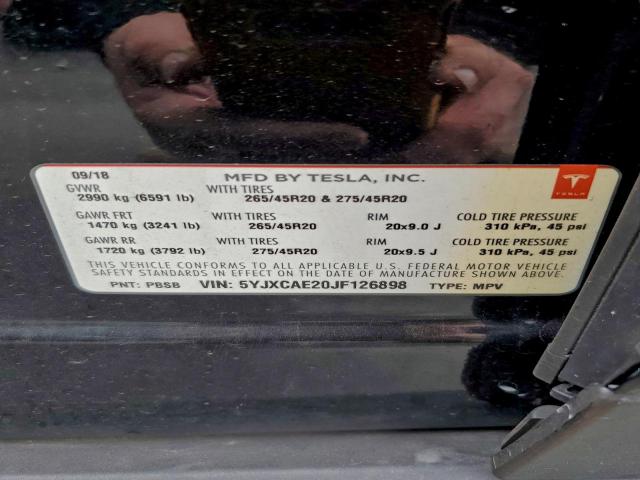 09/18 MFD BY TESLA, INC.
GVWR WITH TIRES
2990 kg (6591 lb) 265/45R20 & 275/45R20
TESLA
GAWR FRT WITH TIRES RIM COLD TIRE PRESSURE
1470 kg (3241 lb) 265/45R20 20x9.0 J 310 kPa, 45 psi
GAWR RR WITH TIRES RIM COLD TIRE PRESSURE
1720 kg (3792 lb) 275/45R20 20x9.5 J 310 kPa, 45 psi
THIS VEHICLE CONFORMS TO ALL APPLICABLE U.S. FEDERAL MOTOR VEHICLE
SAFETY STANDARDS IN EFFECT ON THE DATE OF MANUFACTURE SHOWN ABOVE.
PNT: PBSB VIN: 5YJXCAE20JF126898 TYPE: MPV